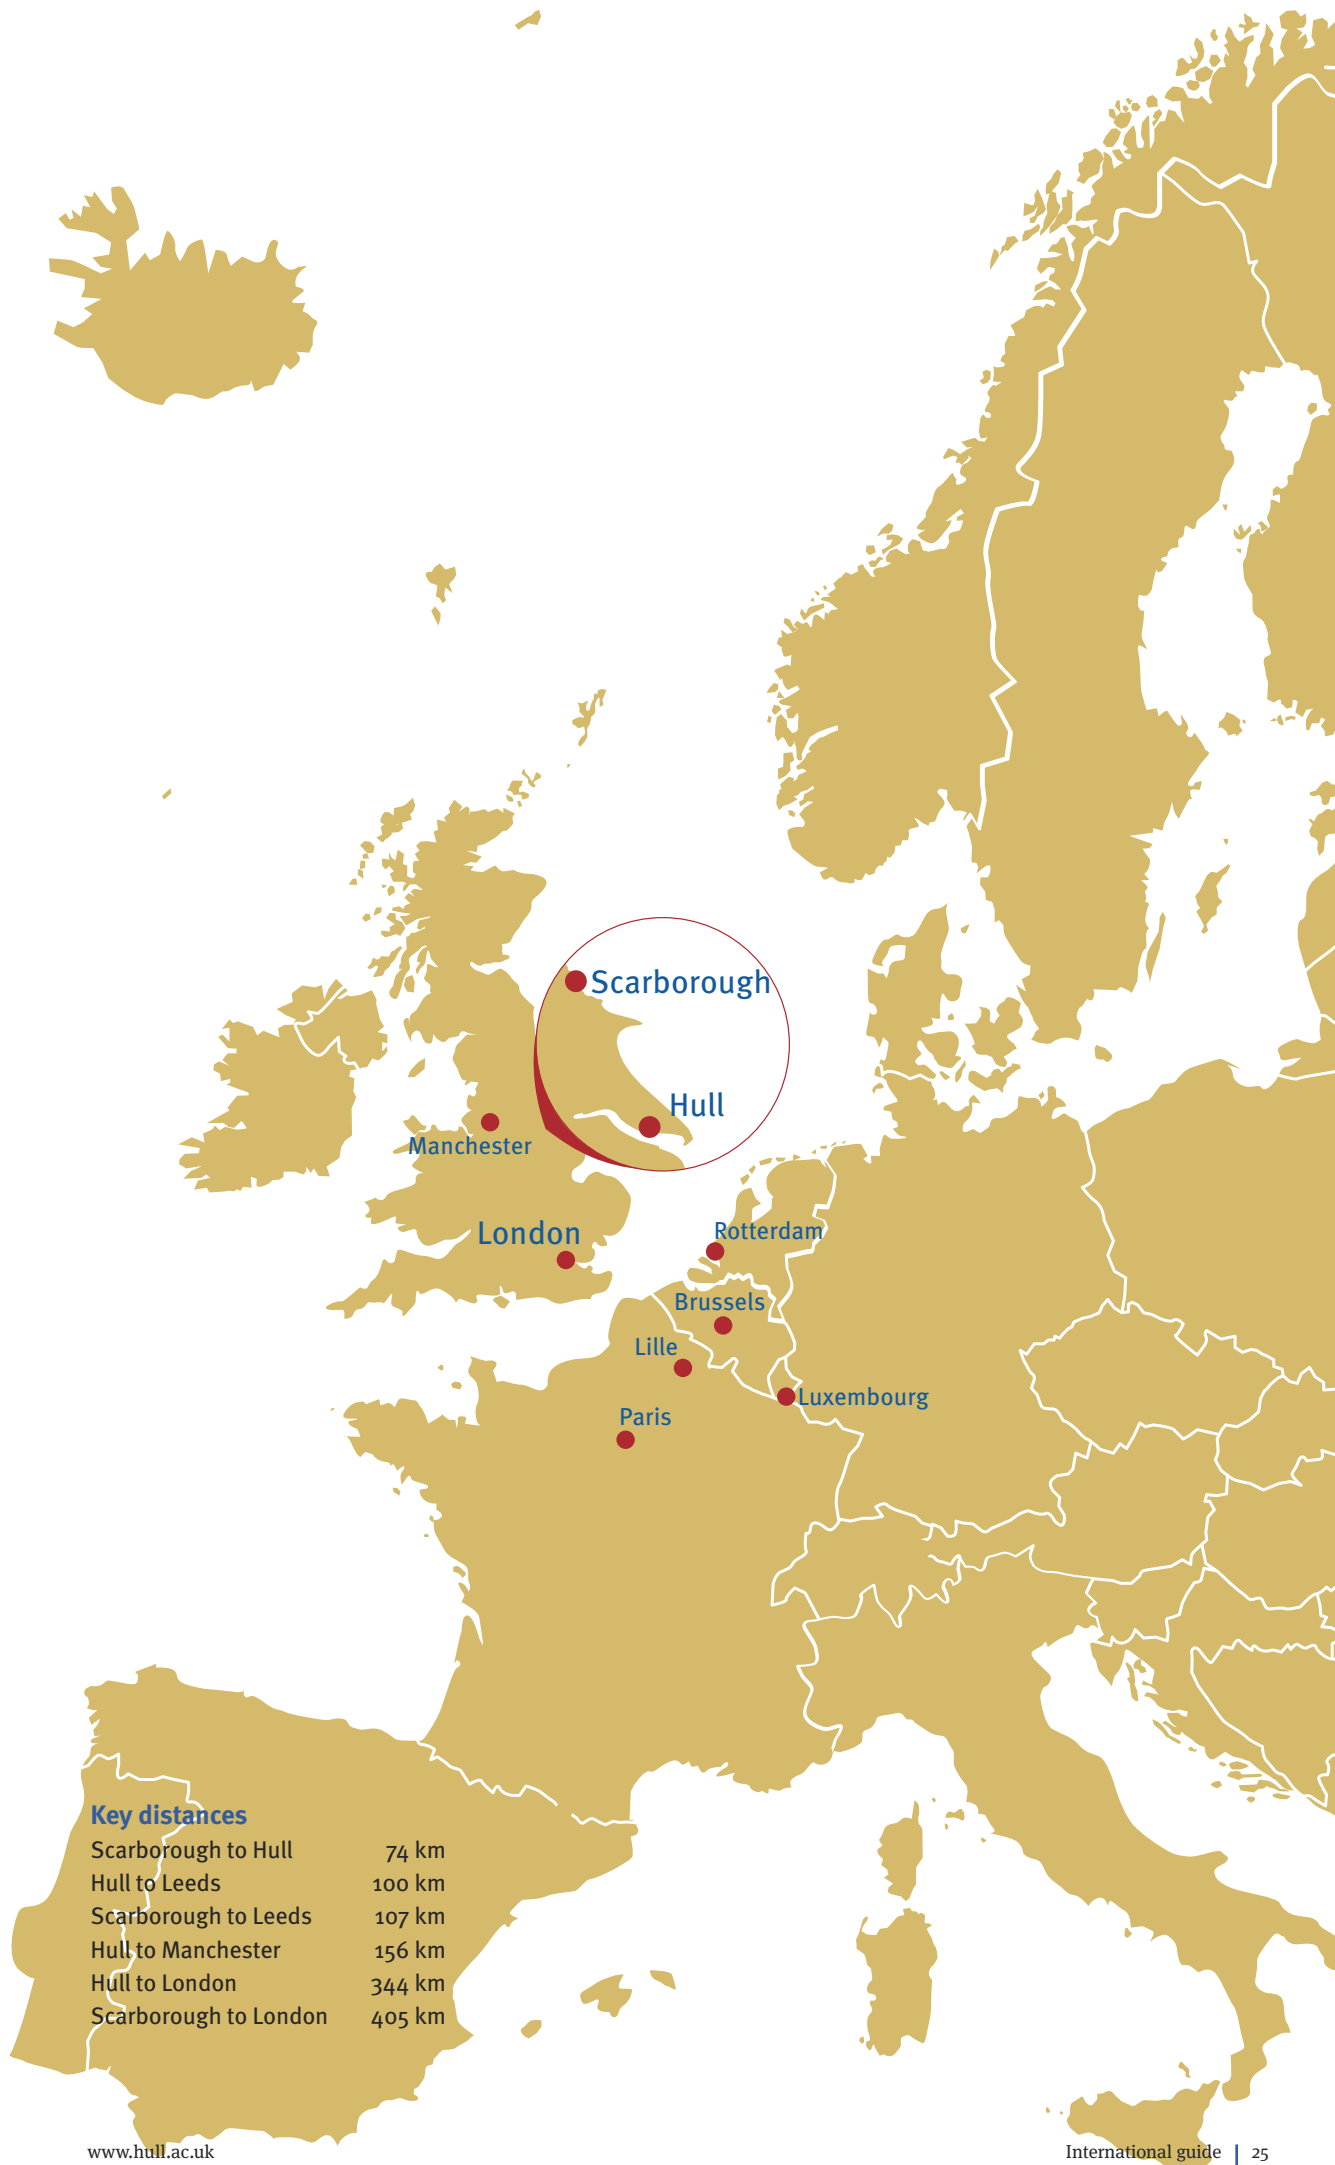 Scarborough
Hull
Manchester
London
Rotterdam
Brussels
Lille
Luxembourg
Paris
Key distances
Scarborough to Hull 74 km
Hull to Leeds 100 km
Scarborough to Leeds 107 km
Hull to Manchester 156 km
Hull to London 344 km
Scarborough to London 405 km
www.hull.ac.uk International guide | 25